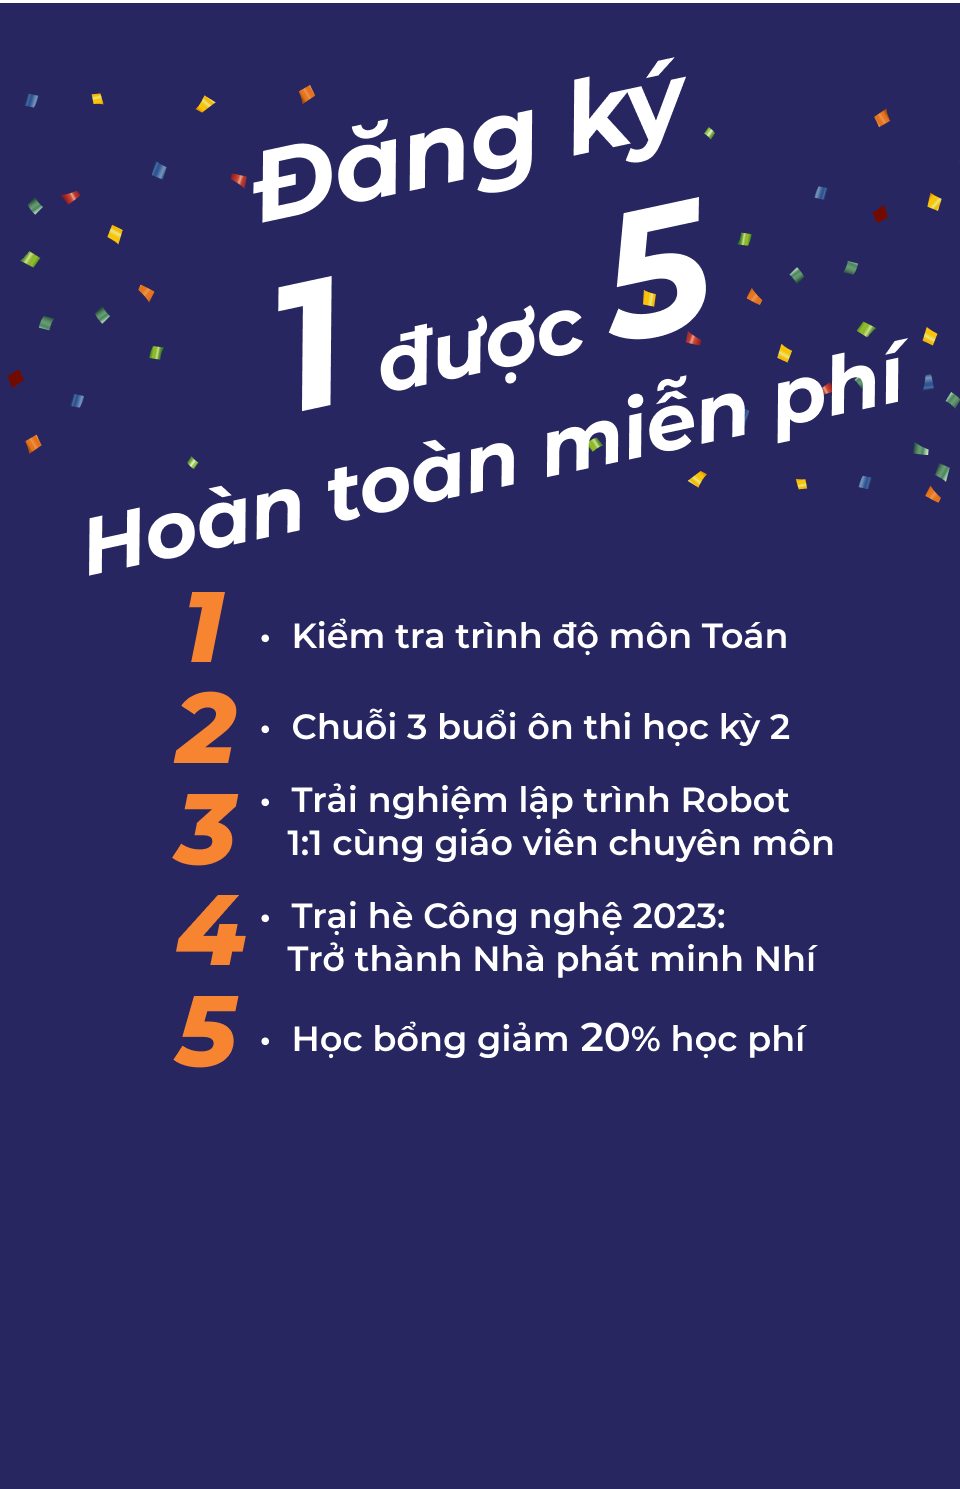 Đăng ký
1 được 5
Hoàn toàn miễn phí
1 • Kiểm tra trình độ môn Toán
2 • Chuỗi 3 buổi ôn thi học kỳ 2
3 • Trải nghiệm lập trình Robot
1:1 cùng giáo viên chuyên môn
4 • Trại hè Công nghệ 2023:
Trở thành Nhà phát minh Nhí
5 • Học bổng giảm 20% học phí